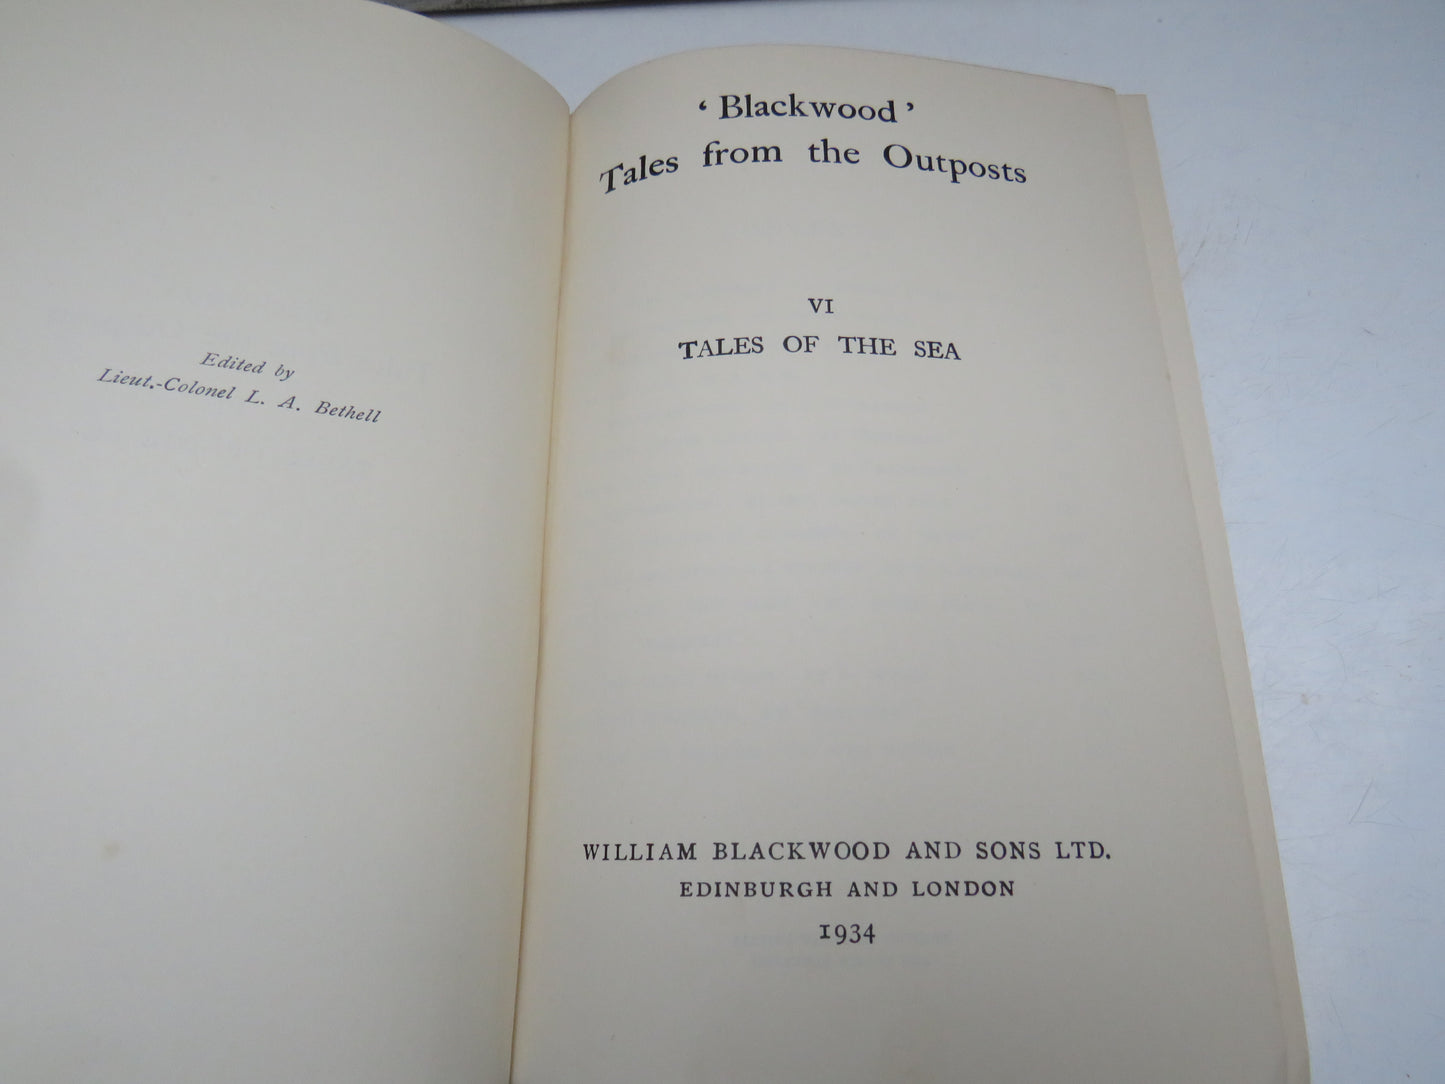 Edited by
Lieut.-Colonel L. A. Bethell
‘ Blackwood ’
Tales from the Outposts
VI
TALES OF THE SEA
WILLIAM BLACKWOOD AND SONS LTD.
EDINBURGH AND LONDON
1934